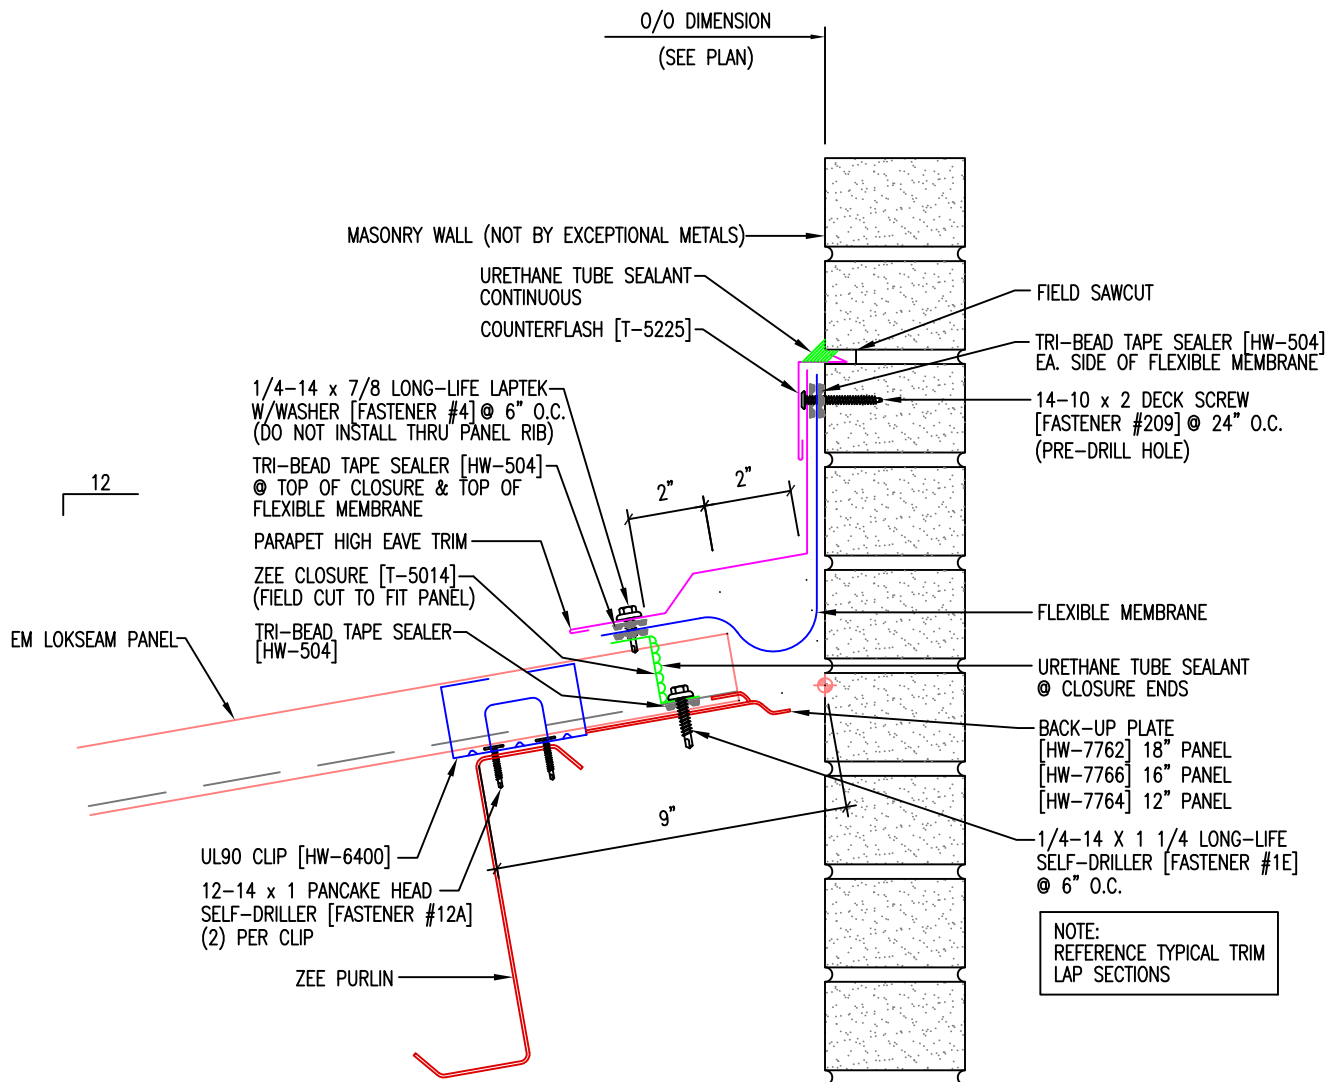 O/O DIMENSION
(SEE PLAN)
MASONRY WALL (NOT BY EXCEPTIONAL METALS)
URETHANE TUBE SEALANT
CONTINUOUS
COUNTERFLASH [T-5225]
1/4-14 x 7/8 LONG-LIFE LAPTEK
W/WASHER [FASTENER #4] @ 6" O.C.
(DO NOT INSTALL THRU PANEL RIB)
TRI-BEAD TAPE SEALER [HW-504]
@ TOP OF CLOSURE & TOP OF
FLEXIBLE MEMBRANE
PARAPET HIGH EAVE TRIM
ZEE CLOSURE [T-5014]
(FIELD CUT TO FIT PANEL)
TRI-BEAD TAPE SEALER
[HW-504]
12
EM LOKSEAM PANEL
2"
2"
9"
UL90 CLIP [HW-6400]
12-14 x 1 PANCAKE HEAD
SELF-DRILLER [FASTENER #12A]
(2) PER CLIP
ZEE PURLIN
FIELD SAWCUT
TRI-BEAD TAPE SEALER [HW-504]
EA. SIDE OF FLEXIBLE MEMBRANE
14-10 x 2 DECK SCREW
[FASTENER #209] @ 24" O.C.
(PRE-DRILL HOLE)
FLEXIBLE MEMBRANE
URETHANE TUBE SEALANT
@ CLOSURE ENDS
BACK-UP PLATE
[HW-7762] 18" PANEL
[HW-7766] 16" PANEL
[HW-7764] 12" PANEL
1/4-14 X 1 1/4 LONG-LIFE
SELF-DRILLER [FASTENER #1E]
@ 6" O.C.
NOTE:
REFERENCE TYPICAL TRIM
LAP SECTIONS